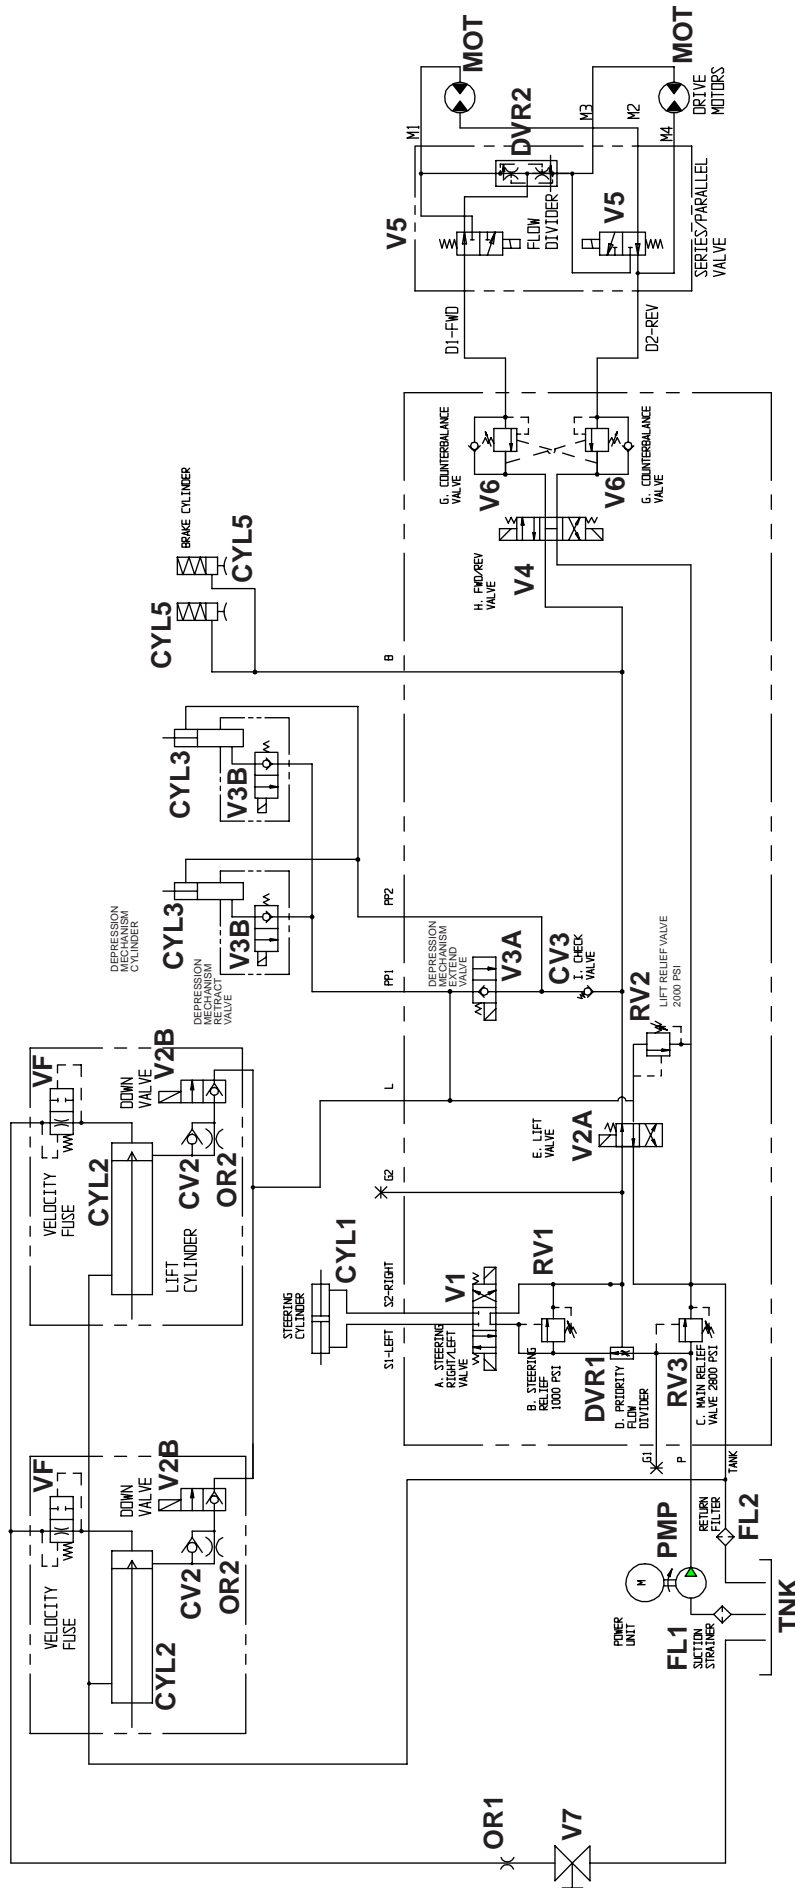 VELOCITY
FUSE
VF
CYL2
DOWN
VALVE
V2B
CV2
OR2
VELOCITY
FUSE
VF
CYL2
LIFT
CYLINDER
DOWN
VALVE
V2B
CV2
OR2
DEPRESSION
MECHANISM
CYLINDER
CYL3
DEPRESSION
MECHANISM
RETRACT
VALVE
V3B
CYL3
V3B
BRAKE CYLINDER
CYL5
CYL5
STEERING
CYLINDER
CYL1
S1-LEFT
S2-RIGHT
G2
L
PP1
PP2
B
A. STEERING
RIGHT/LEFT
VALVE
V1
B. STEERING
RELIEF
1000 PSI
RV1
DVR1
D. PRIORITY
FLOW
DIVIDER
RV3
C. MAIN RELIEF
VALVE 2800 PSI
E. LIFT
VALVE
V2A
DEPRESSION
MECHANISM
EXTEND
VALVE
V3A
CV3
I. CHECK
VALVE
RV2
LIFT RELIEF VALVE
2000 PSI
H. FWD/REV
VALVE
V4
G. COUNTERBALANCE
VALVE
V6
V6
G. COUNTERBALANCE
VALVE
D1-FWD
D2-REV
V5
DVR2
FLOW
DIVIDER
V5
SERIES/PARALLEL
VALVE
M1
M3
M2
M4
MOT
MOT
DRIVE
MOTORS
OR1
V7
POWER
UNIT
M
PMP
G1
P
TANK
FL1
SUCTION
STRAINER
RETURN
FILTER
FL2
TNK